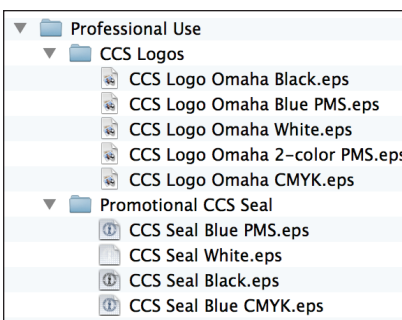 Professional Use
CCS Logos
CCS Logo Omaha Black.eps
CCS Logo Omaha Blue PMS.eps
CCS Logo Omaha White.eps
CCS Logo Omaha 2-color PMS.eps
CCS Logo Omaha CMYK.eps
Promotional CCS Seal
CCS Seal Blue PMS.eps
CCS Seal White.eps
CCS Seal Black.eps
CCS Seal Blue CMYK.eps